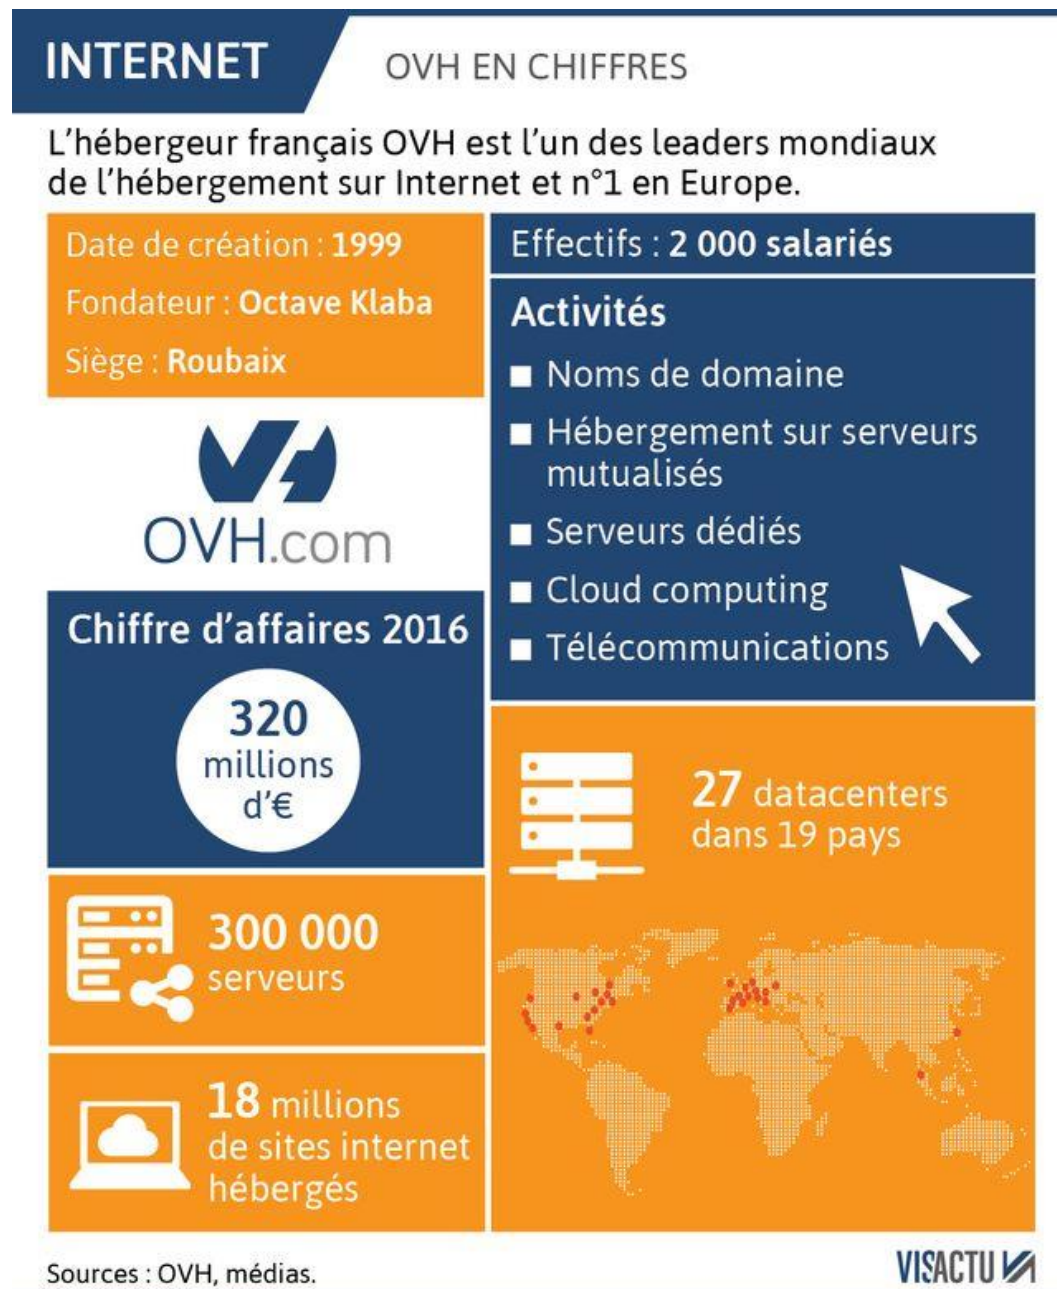 INTERNET
OVH EN CHIFFRES
L'hébergeur français OVH est l'un des leaders mondiaux
de l'hébergement sur Internet et n°1 en Europe.
Date de création : 1999
Fondateur : Octave Klaba
Siège : Roubaix
OVH.com
Chiffre d'affaires 2016
320
millions
d'€
300 000
serveurs
18 millions
de sites internet
hébergés
Effectifs : 2 000 salariés
Activités
Noms de domaine
Hébergement sur serveurs
mutualisés
Serveurs dédiés
Cloud computing
Télécommunications
27 datacenters
dans 19 pays
Sources : OVH, médias.
VISACTU